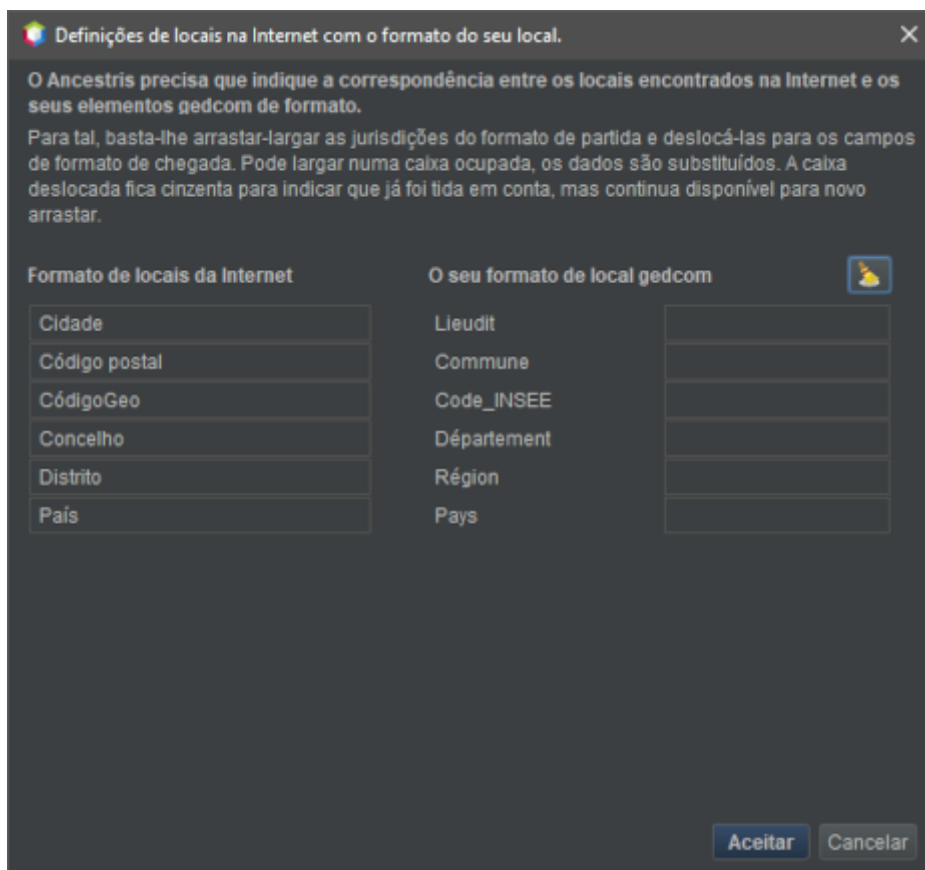 Definições de locais na Internet com o formato do seu local.
O Ancestris precisa que indique a correspondência entre os locais encontrados na Internet e os
seus elementos gedcom de formato.
Para tal, basta-lhe arrastar-largar as jurisdições do formato de partida e deslocá-las para os campos
de formato de chegada. Pode largar numa caixa ocupada, os dados são substituídos. A caixa
deslocada fica cinzenta para indicar que já foi tida em conta, mas continua disponível para novo
arrastar.
Formato de locais da Internet O seu formato de local gedcom
Cidade Lieudit
Código postal Commune
CódigoGeo Code_INSEE
Concelho Département
Distrito Région
País Pays
Aceitar Cancelar